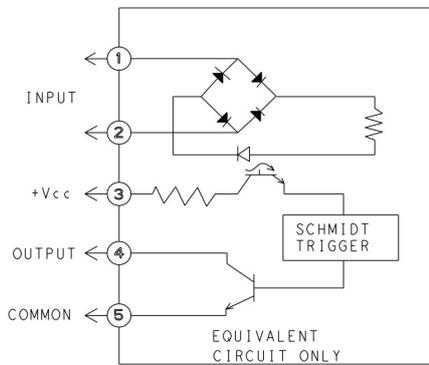 1
INPUT
2
+Vcc
3
SCHMIDT
TRIGGER
OUTPUT
4
COMMON
5
EQUIVALENT
CIRCUIT ONLY